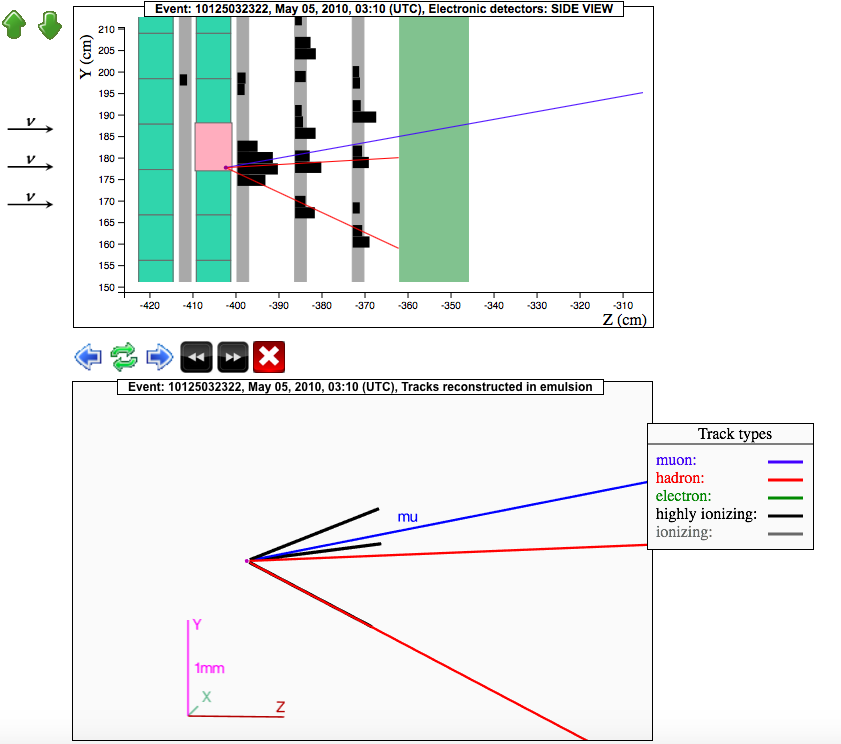 Event: 10125032322, May 05, 2010, 03:10 (UTC), Electronic detectors: SIDE VIEW
Y (cm)
210
205
200
195
190
185
180
175
170
165
160
155
150
ν
ν
ν
-420 -410 -400 -390 -380 -370 -360 -350 -340 -330 -320 -310
Z (cm)
Event: 10125032322, May 05, 2010, 03:10 (UTC), Tracks reconstructed in emulsion
Track types
muon:
hadron:
electron:
highly ionizing:
ionizing:
mu
Y
1mm
X
Z